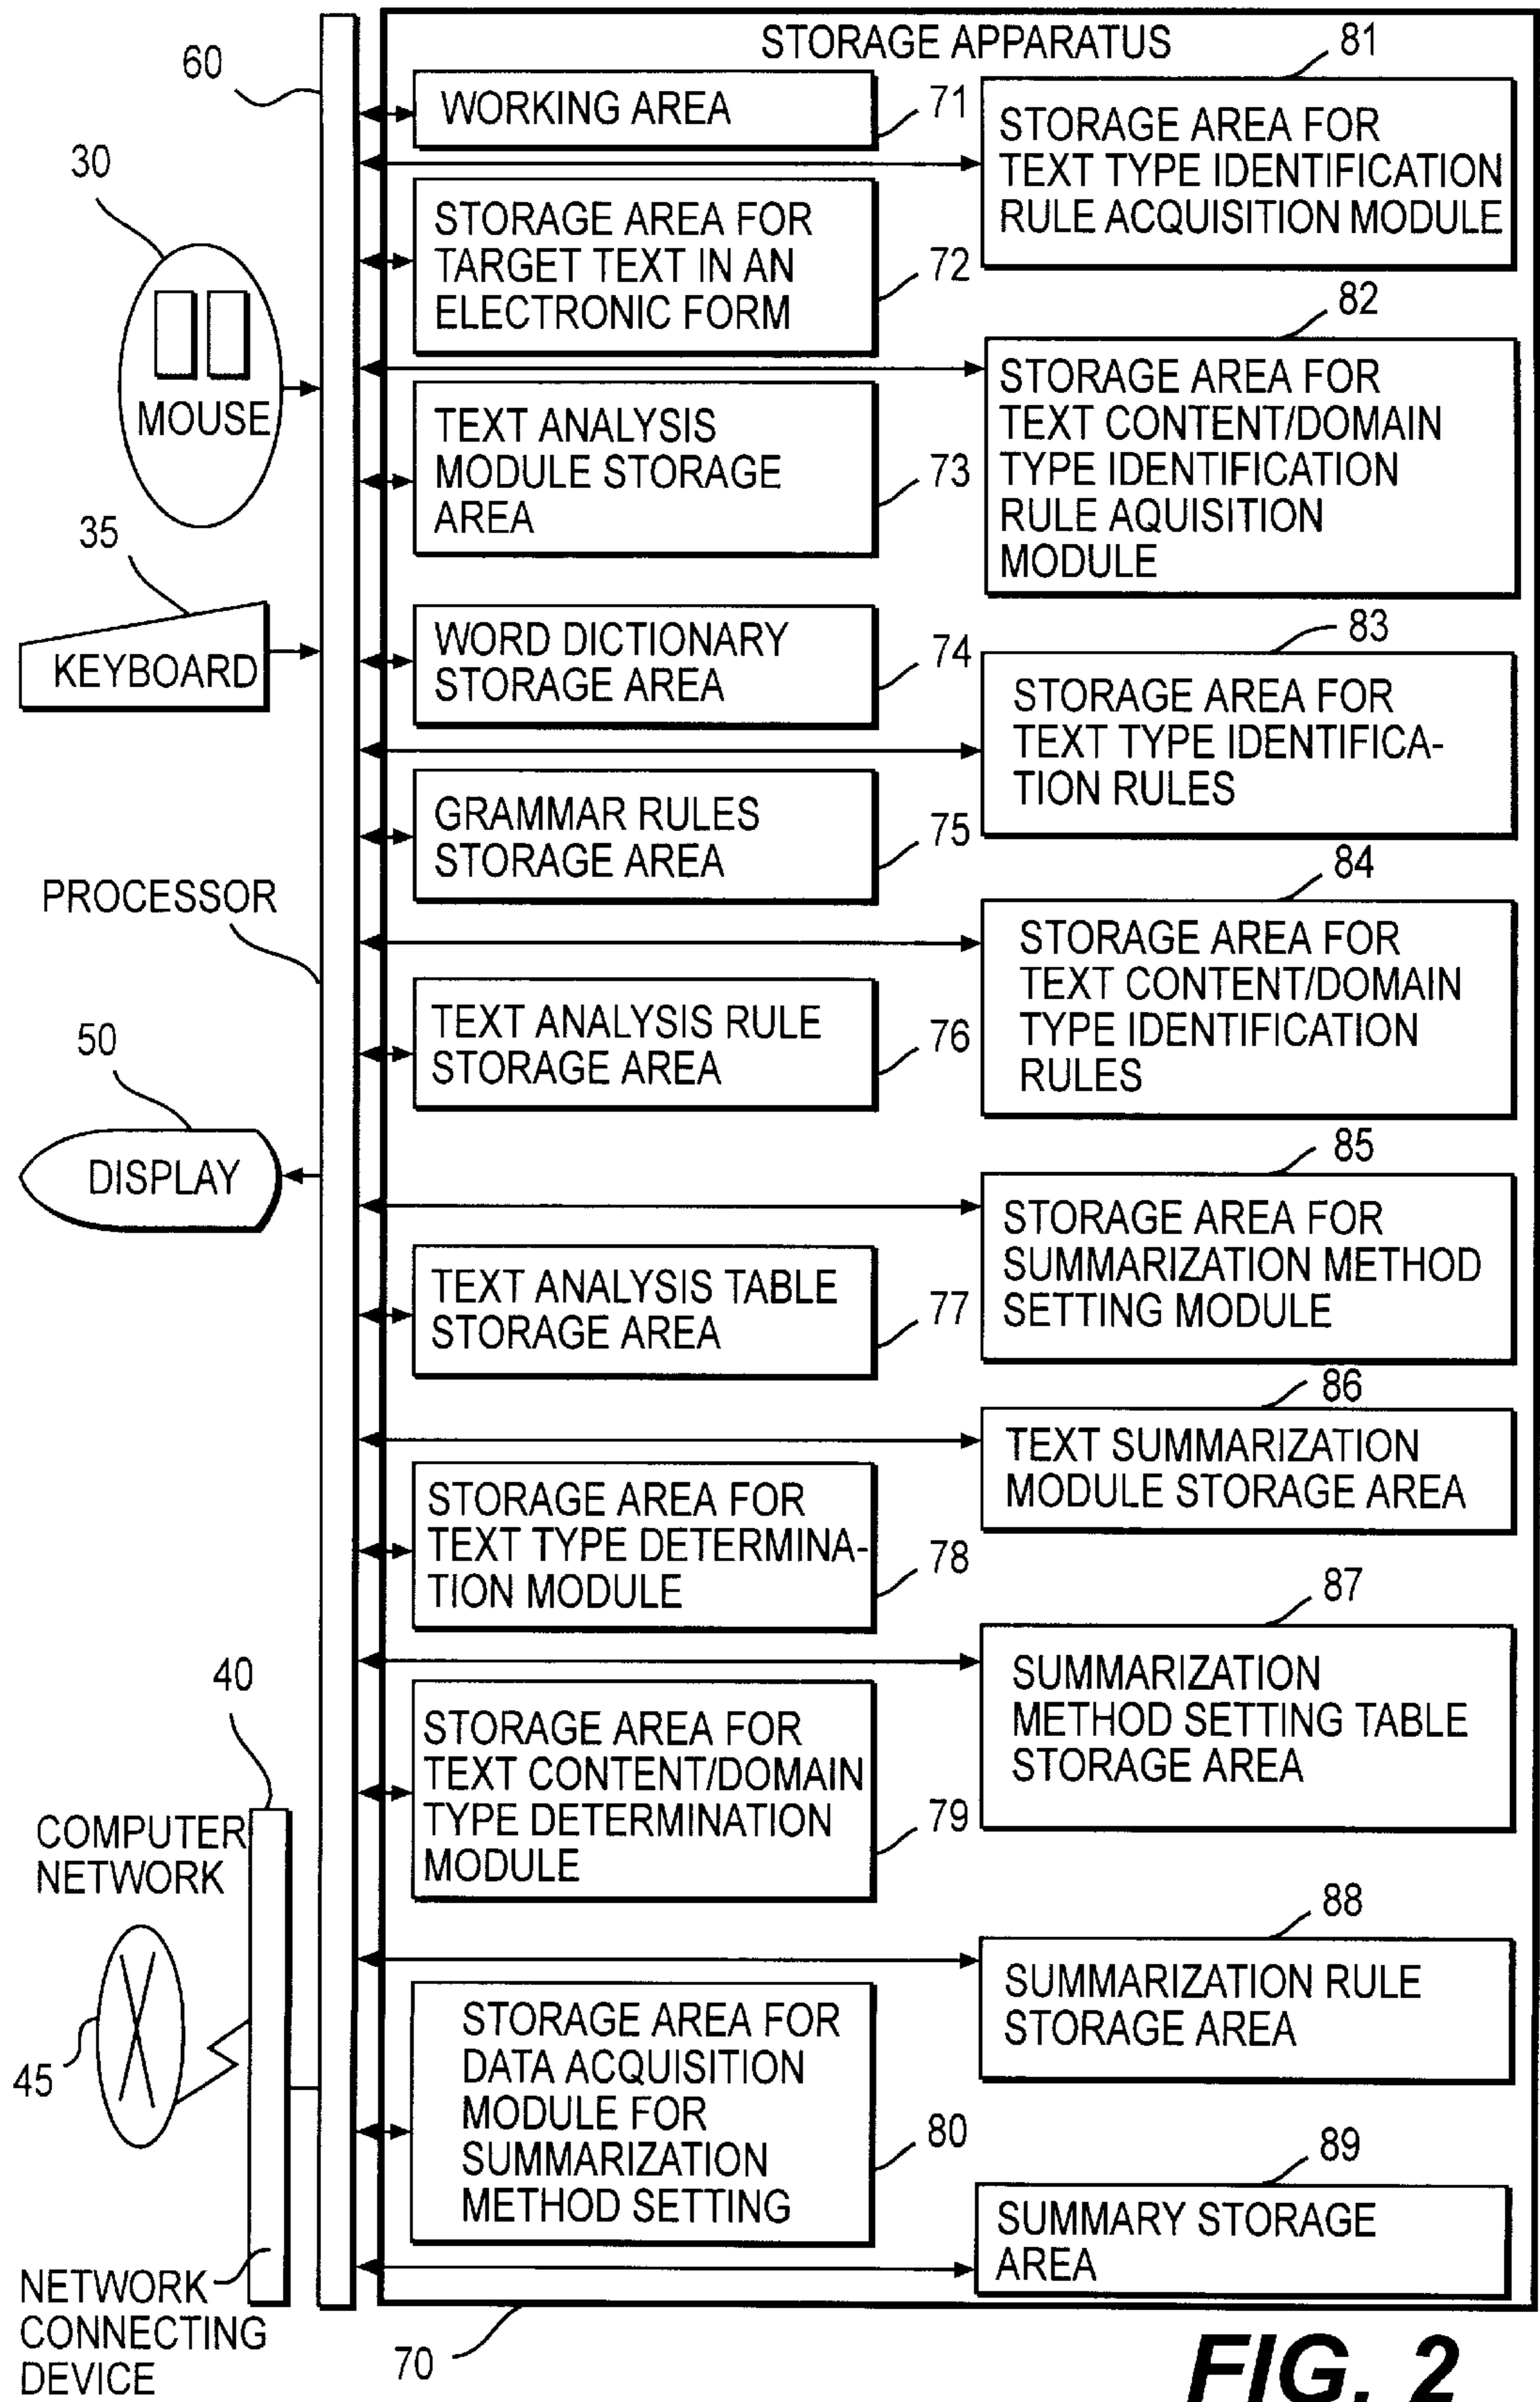 STORAGE APPARATUS
60
30
MOUSE
35
KEYBOARD
PROCESSOR
50
DISPLAY
40
COMPUTER
NETWORK
45
NETWORK
CONNECTING
DEVICE
WORKING AREA
71
STORAGE AREA FOR
TARGET TEXT IN AN
ELECTRONIC FORM
72
TEXT ANALYSIS
MODULE STORAGE
AREA
73
WORD DICTIONARY
STORAGE AREA
74
GRAMMAR RULES
STORAGE AREA
75
TEXT ANALYSIS RULE
STORAGE AREA
76
TEXT ANALYSIS TABLE
STORAGE AREA
77
STORAGE AREA FOR
TEXT TYPE DETERMINA-
TION MODULE
78
STORAGE AREA FOR
TEXT CONTENT/DOMAIN
TYPE DETERMINATION
MODULE
79
STORAGE AREA FOR
DATA ACQUISITION
MODULE FOR
SUMMARIZATION
METHOD SETTING
80
81
STORAGE AREA FOR
TEXT TYPE IDENTIFICATION
RULE ACQUISITION MODULE
82
STORAGE AREA FOR
TEXT CONTENT/DOMAIN
TYPE IDENTIFICATION
RULE AQUISITION
MODULE
83
STORAGE AREA FOR
TEXT TYPE IDENTIFICA-
TION RULES
84
STORAGE AREA FOR
TEXT CONTENT/DOMAIN
TYPE IDENTIFICATION
RULES
85
STORAGE AREA FOR
SUMMARIZATION METHOD
SETTING MODULE
86
TEXT SUMMARIZATION
MODULE STORAGE AREA
87
SUMMARIZATION
METHOD SETTING TABLE
STORAGE AREA
88
SUMMARIZATION RULE
STORAGE AREA
89
SUMMARY STORAGE
AREA
70
FIG. 2